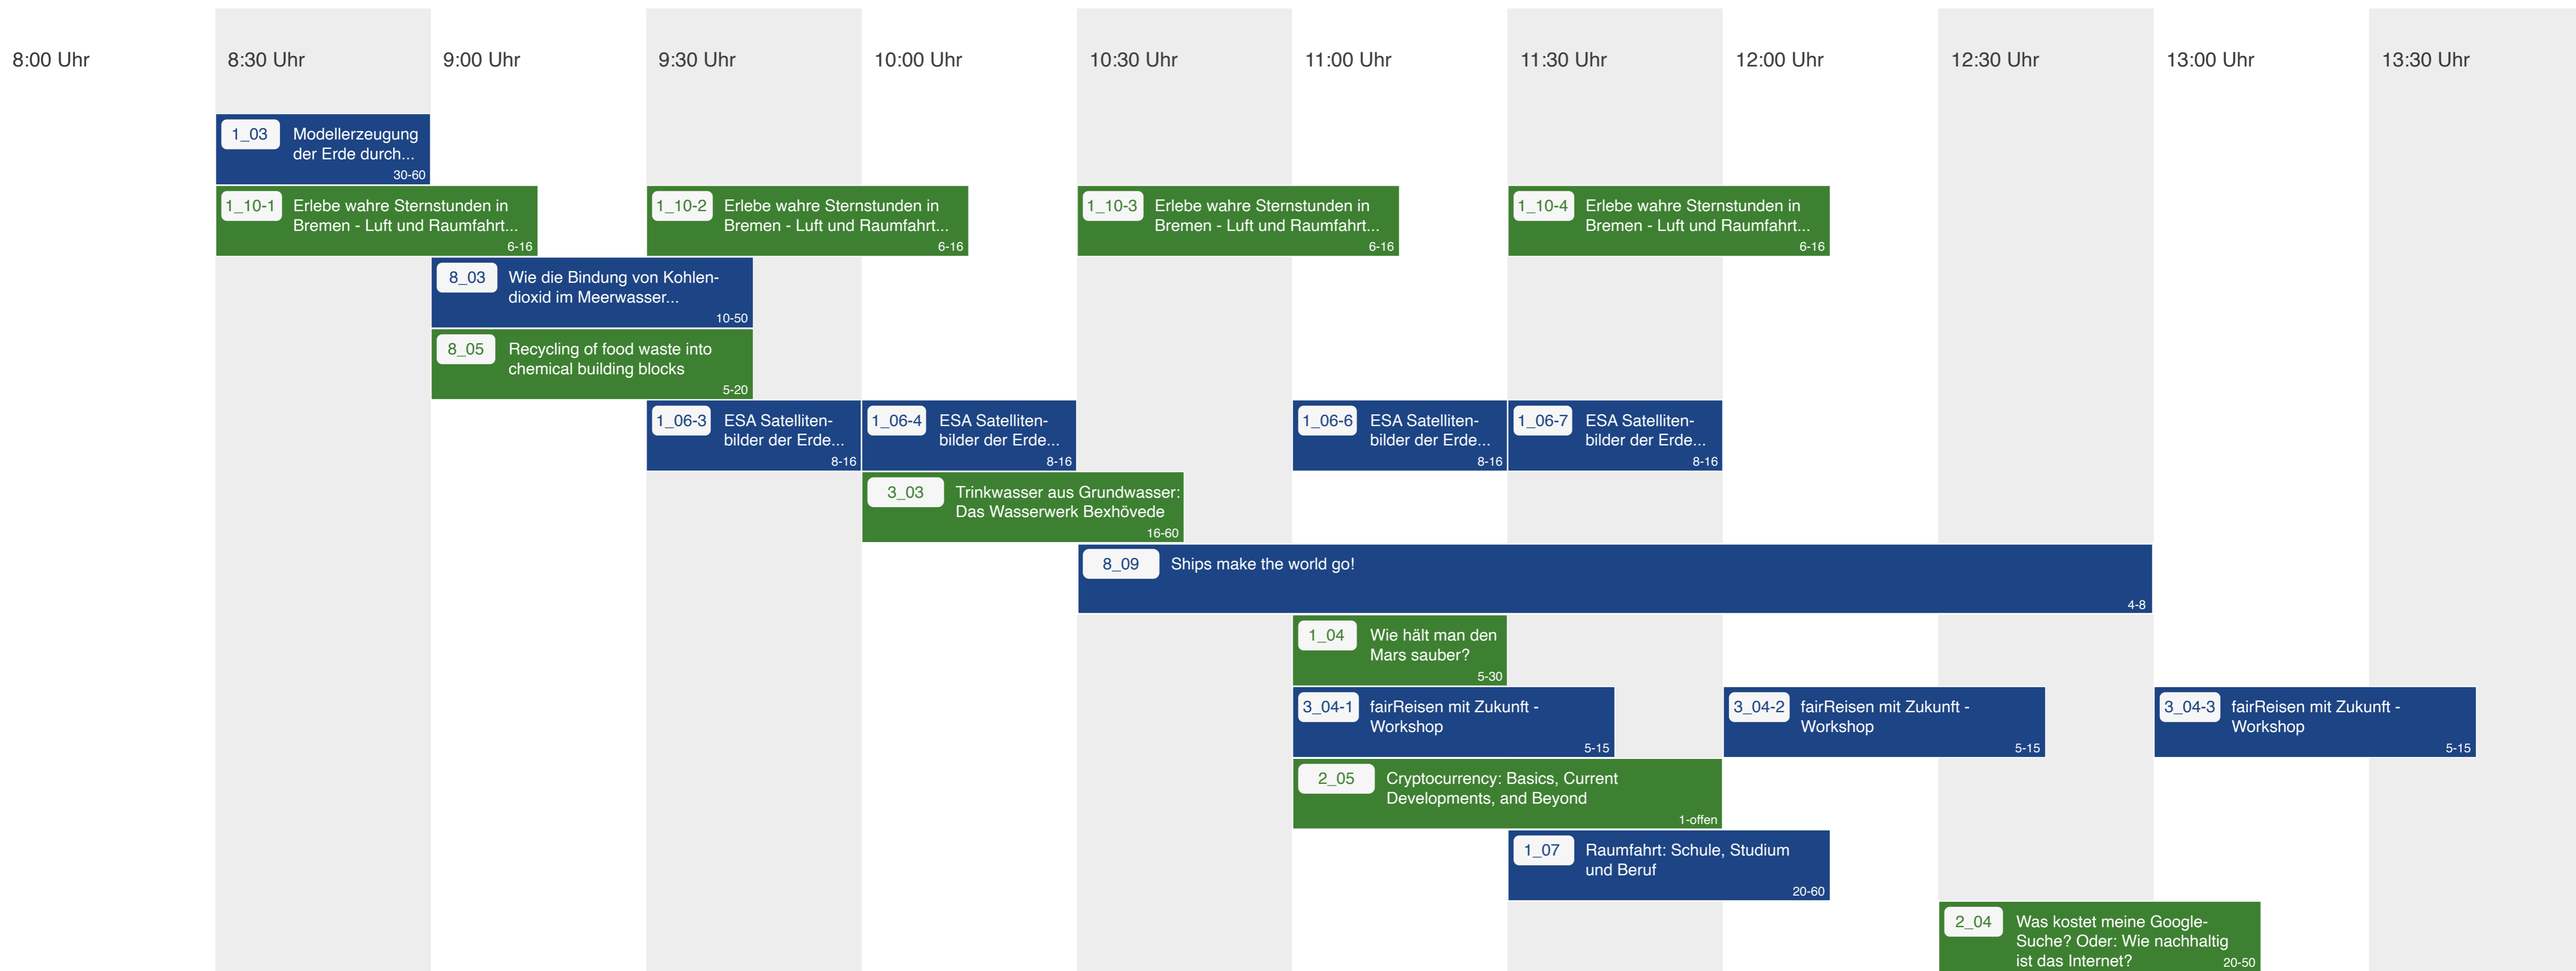 8:00 Uhr
8:30 Uhr
9:00 Uhr
9:30 Uhr
10:00 Uhr
10:30 Uhr
11:00 Uhr
11:30 Uhr
12:00 Uhr
12:30 Uhr
13:00 Uhr
13:30 Uhr
1_03
Modellerzeugung
der Erde durch...
30-60
1_10-1
Erlebe wahre Sternstunden in
Bremen - Luft und Raumfahrt...
6-16
1_10-2
Erlebe wahre Sternstunden in
Bremen - Luft und Raumfahrt...
6-16
1_10-3
Erlebe wahre Sternstunden in
Bremen - Luft und Raumfahrt...
6-16
1_10-4
Erlebe wahre Sternstunden in
Bremen - Luft und Raumfahrt...
6-16
8_03
Wie die Bindung von Kohlen-
dioxid im Meerwasser...
10-50
8_05
Recycling of food waste into
chemical building blocks
5-20
1_06-3
ESA Satelliten-
bilder der Erde...
8-16
1_06-4
ESA Satelliten-
bilder der Erde...
8-16
1_06-6
ESA Satelliten-
bilder der Erde...
8-16
1_06-7
ESA Satelliten-
bilder der Erde...
8-16
3_03
Trinkwasser aus Grundwasser:
Das Wasserwerk Bexhövede
16-60
8_09
Ships make the world go!
4-8
1_04
Wie hält man den
Mars sauber?
5-30
3_04-1
fairReisen mit Zukunft -
Workshop
5-15
3_04-2
fairReisen mit Zukunft -
Workshop
5-15
3_04-3
fairReisen mit Zukunft -
Workshop
5-15
2_05
Cryptocurrency: Basics, Current
Developments, and Beyond
1-offen
1_07
Raumfahrt: Schule, Studium
und Beruf
20-60
2_04
Was kostet meine Google-
Suche? Oder: Wie nachhaltig
ist das Internet?
20-50